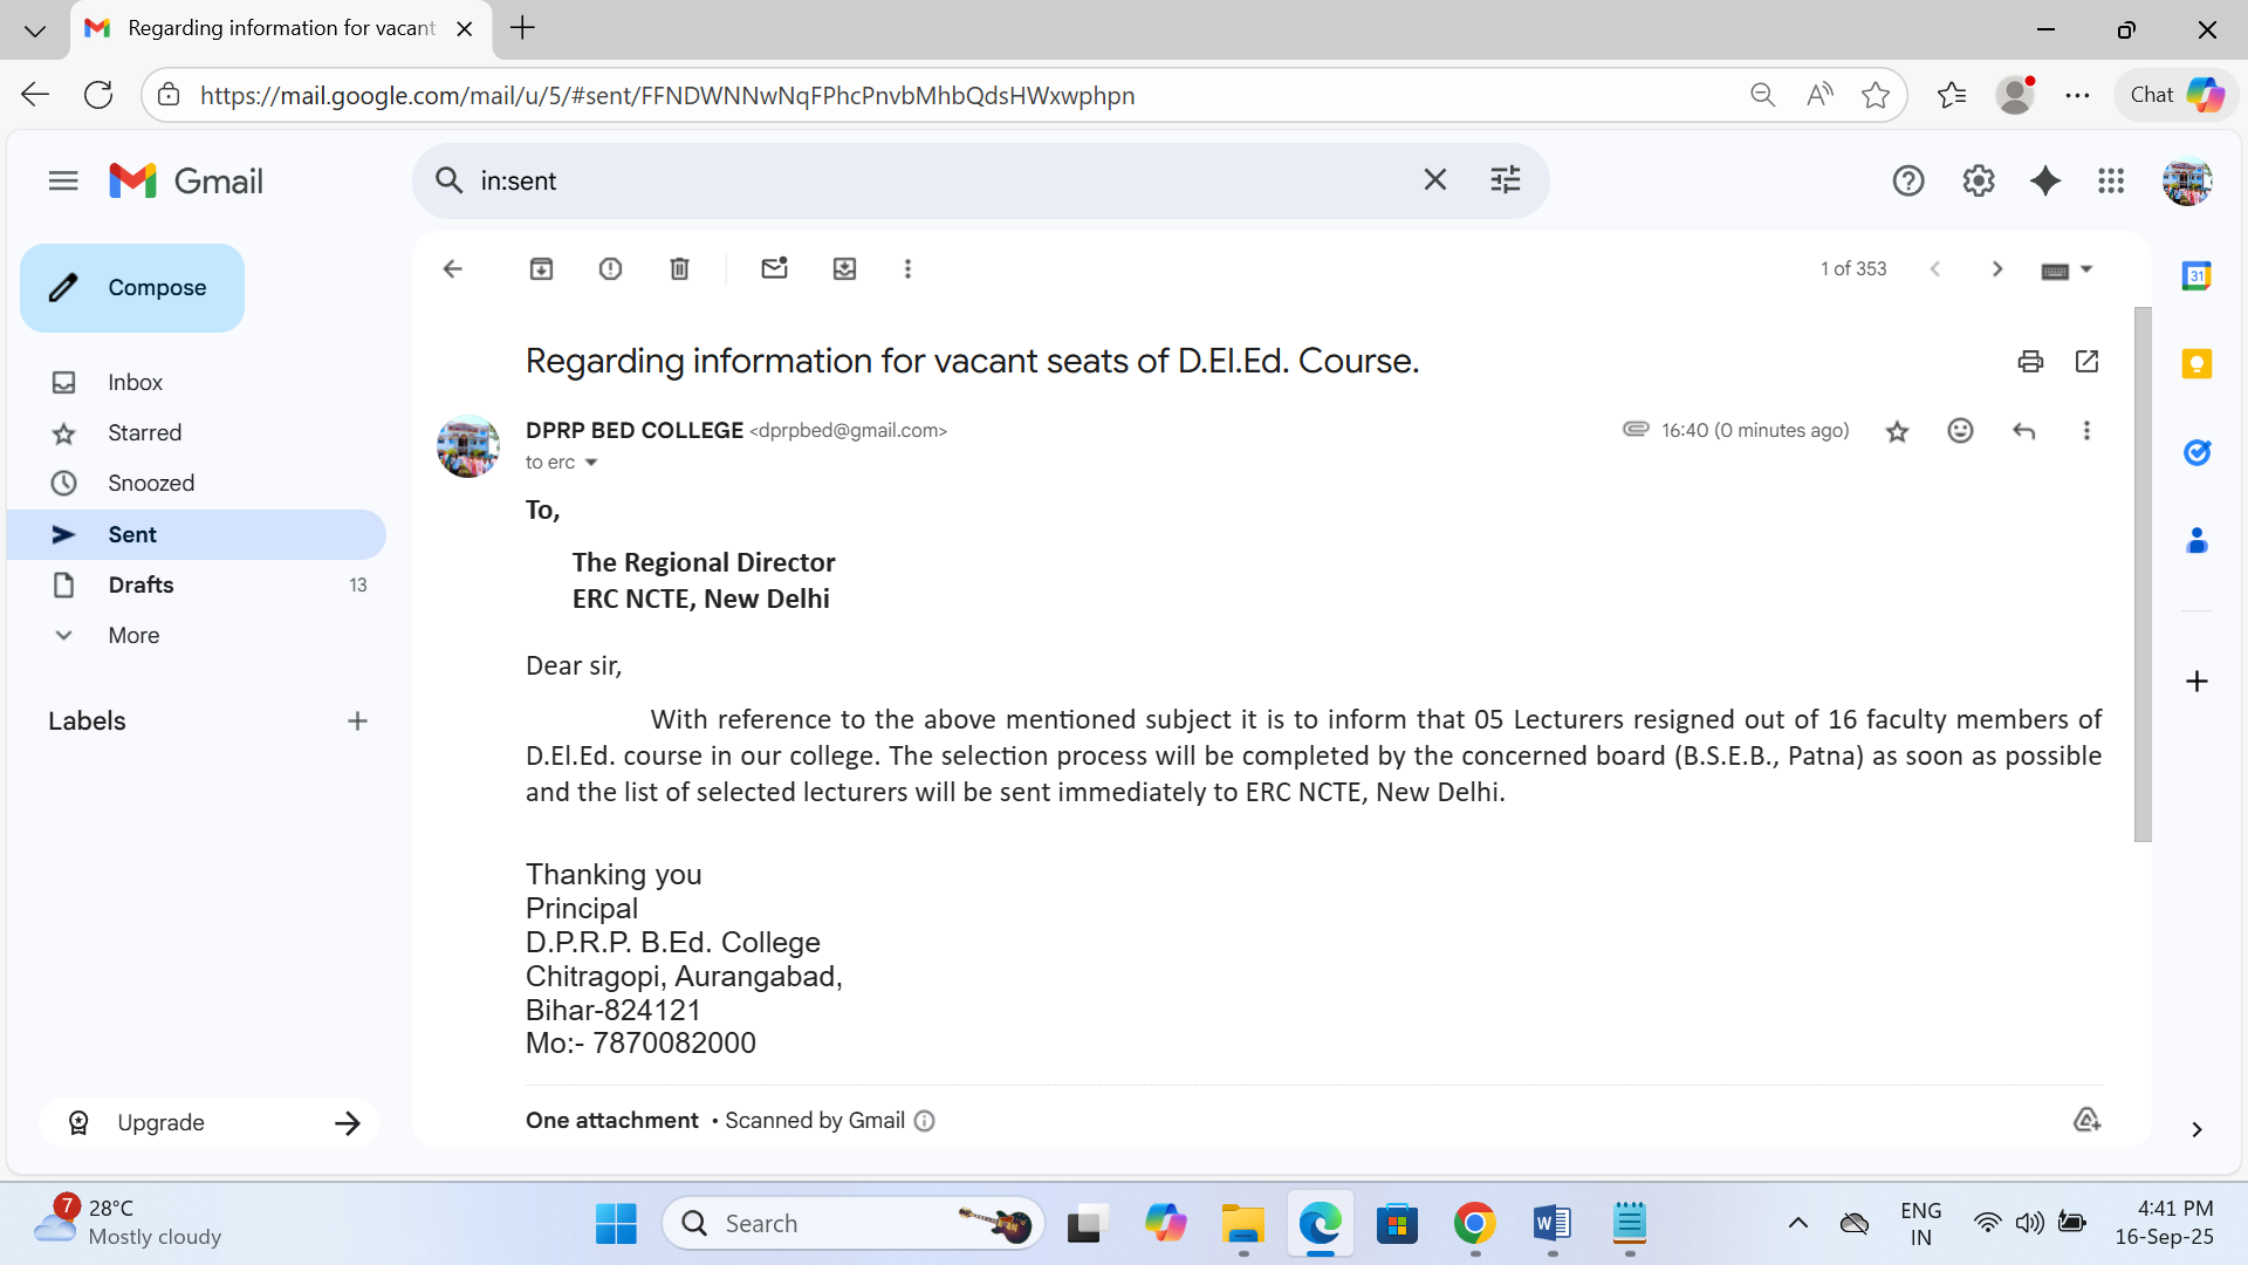 Regarding information for vacant
https://mail.google.com/mail/u/5/#sent/FFNDWNNwNqFPhcPnvbMhbQdsHWxwphpn
Chat
Gmail
in:sent
Compose
1 of 353
Inbox
Starred
Snoozed
Sent
Drafts 13
More
Labels
Upgrade
Regarding information for vacant seats of D.El.Ed. Course.
DPRP BED COLLEGE <dprpbed@gmail.com>
16:40 (0 minutes ago)
to erc
To,
The Regional Director
ERC NCTE, New Delhi
Dear sir,
With reference to the above mentioned subject it is to inform that 05 Lecturers resigned out of 16 faculty members of
D.El.Ed. course in our college. The selection process will be completed by the concerned board (B.S.E.B., Patna) as soon as possible
and the list of selected lecturers will be sent immediately to ERC NCTE, New Delhi.
Thanking you
Principal
D.P.R.P. B.Ed. College
Chitragopi, Aurangabad,
Bihar-824121
Mo:- 7870082000
One attachment • Scanned by Gmail
31
7
28°C
Mostly cloudy
Search
W
ENG
IN
4:41 PM
16-Sep-25